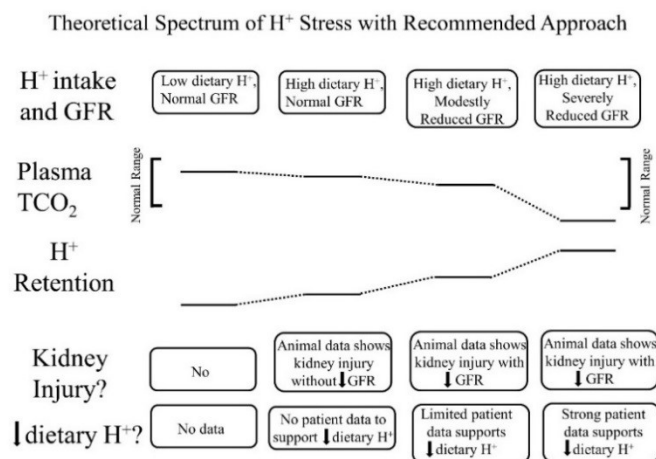 Theoretical Spectrum of H⁺ Stress with Recommended Approach
H⁺ intake
and GFR
Low dietary H⁺,
Normal GFR
High dietary H⁺,
Normal GFR
High dietary H⁺,
Modestly
Reduced GFR
High dietary H⁺,
Severely
Reduced GFR
Plasma
TCO₂
Normal Range
Normal Range
H⁺
Retention
Kidney
Injury?
No
Animal data shows
kidney injury
without ⬇ GFR
Animal data shows
kidney injury with
⬇ GFR
Animal data shows
kidney injury with
⬇ GFR
⬇ dietary H⁺?
No data
No patient data to
support ⬇ dietary H⁺
Limited patient
data supports
⬇ dietary H⁺
Strong patient
data supports
⬇ dietary H⁺